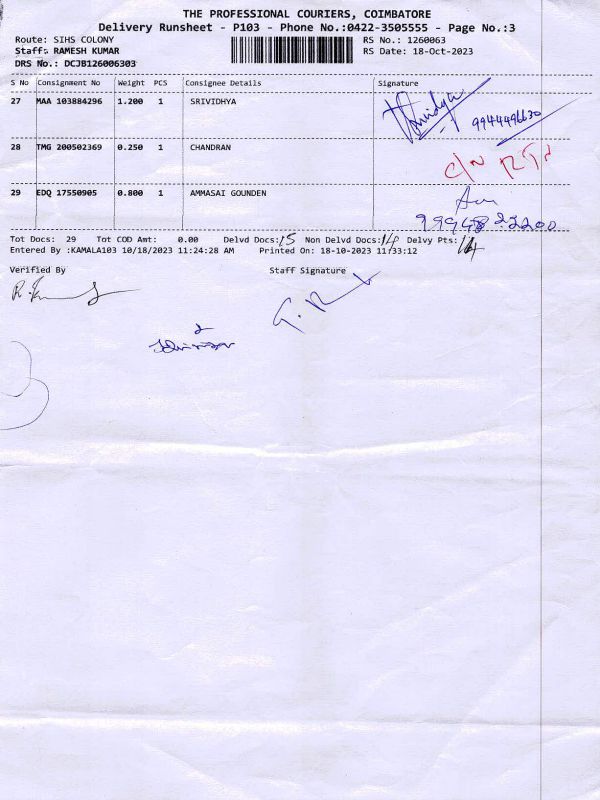 THE PROFESSIONAL COURIERS, COIMBATORE
Delivery Runsheet - P103 - Phone No.:0422-3505555 - Page No.:3
Route: SIHS COLONY RS No.: 1260063
Staff: RAMESH KUMAR RS Date: 18-Oct-2023
DRS No.: DCJB126006303
S No Consignment No Weight PCS Consignee Details Signature
27 MAA 103884296 1.200 1 SRIVIDHYA
9944496630
28 TMG 200502369 0.250 1 CHANDRAN
C/N RTN
29 EDQ 17550905 0.800 1 AMMASAI GOUNDEN
Tot Docs: 29 Tot COD Amt: 0.00 Delvd Docs: 15 Non Delvd Docs: 14 Delvy Pts: 14
Entered By :KAMALA103 10/18/2023 11:24:28 AM Printed On: 18-10-2023 11:33:12
Verified By Staff Signature